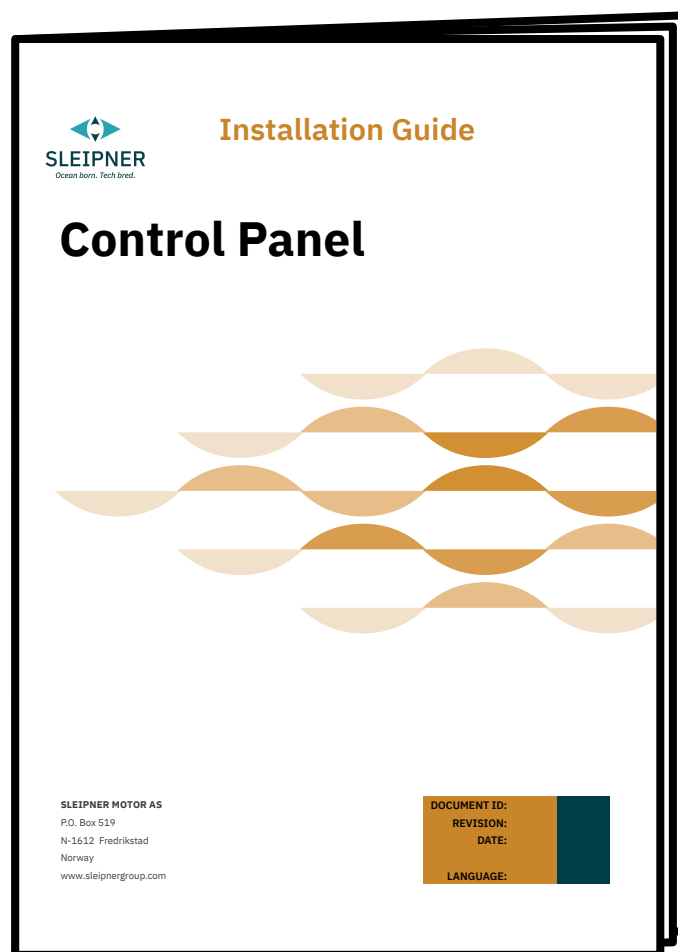 Installation Guide
SLEIPNER
Ocean born. Tech bred.
Control Panel
SLEIPNER MOTOR AS
P.O. Box 519
N-1612 Fredrikstad
Norway
www.sleipnergroup.com
DOCUMENT ID:
REVISION:
DATE:
LANGUAGE: